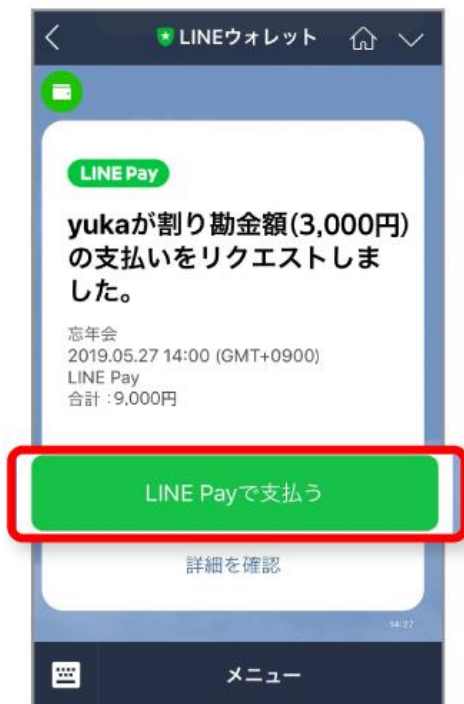 LINEウォレット
LINE Pay
yukaが割り勘金額(3,000円)
の支払いをリクエストしま
した。
忘年会
2019.05.27 14:00 (GMT+0900)
LINE Pay
合計:9,000円
LINE Payで支払う
詳細を確認
14:27
メニュー